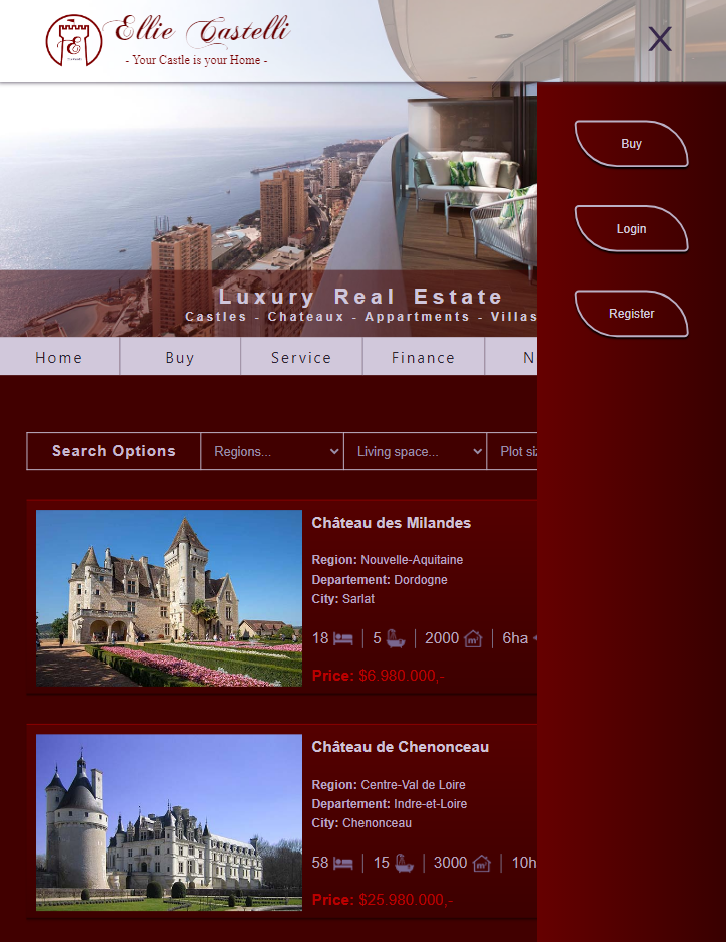 Ellie Castelli
- Your Castle is your Home -
X
Buy
Login
Register
Luxury Real Estate
Castles - Chateaux - Appartments - Villas
Home
Buy
Service
Finance
N
Search Options
Regions...
Living space...
Plot siz
Château des Milandes
Region: Nouvelle-Aquitaine
Departement: Dordogne
City: Sarlat
18 | 5 | 2000 m² | 6ha
Price: $6.980.000,-
Château de Chenonceau
Region: Centre-Val de Loire
Departement: Indre-et-Loire
City: Chenonceau
58 | 15 | 3000 m² | 10h
Price: $25.980.000,-